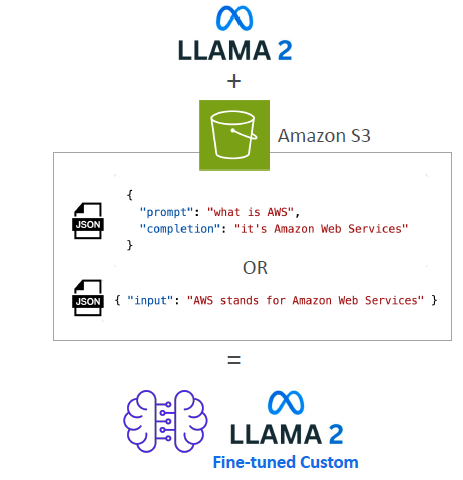 LLAMA 2
+
Amazon S3
{
"prompt": "what is AWS",
"completion": "it's Amazon Web Services"
}
JSON
OR
JSON
{ "input": "AWS stands for Amazon Web Services" }
=
LLAMA 2
Fine-tuned Custom